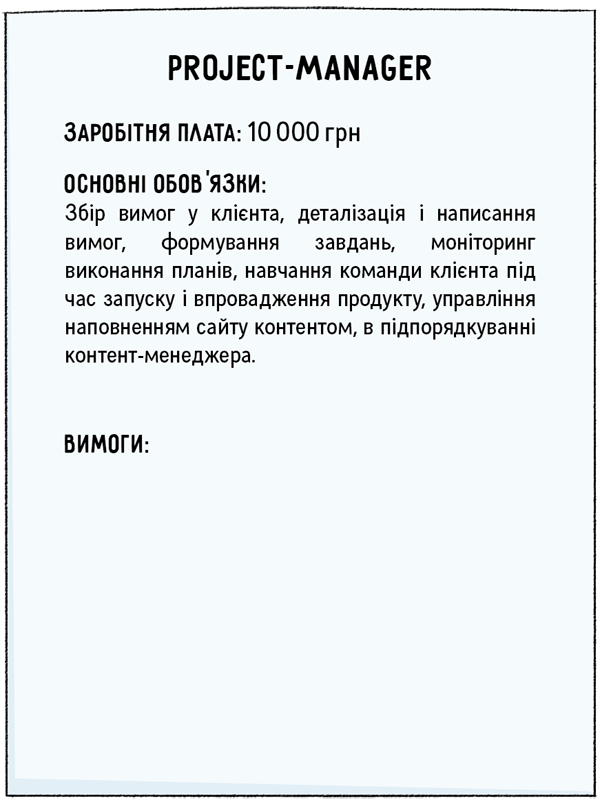 PROJECT-MANAGER
ЗАРОБІТНЯ ПЛАТА: 10 000 грн
ОСНОВНІ ОБОВ'ЯЗКИ:
Збір вимог у клієнта, деталізація і написання
вимог, формування завдань, моніторинг
виконання планів, навчання команди клієнта під
час запуску і впровадження продукту, управління
наповненням сайту контентом, в підпорядкуванні
контент-менеджера.
ВИМОГИ: